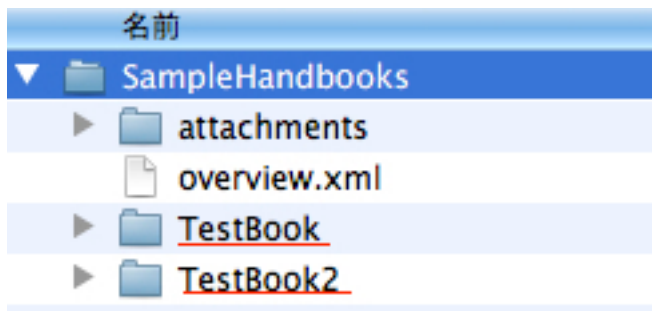 名前
SampleHandbooks
attachments
overview.xml
TestBook
TestBook2